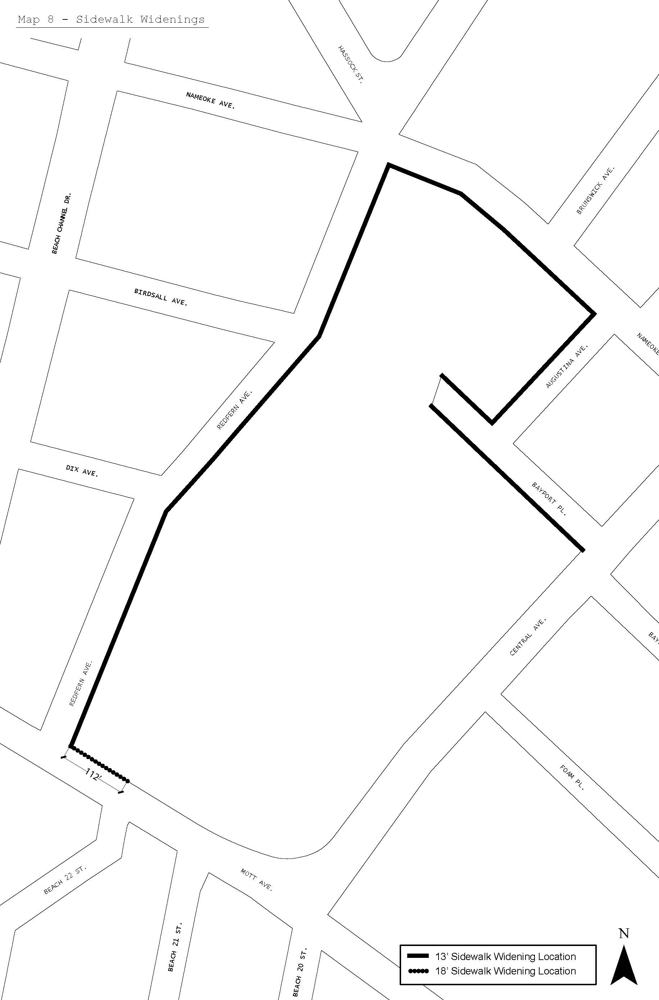 Map 8 - Sidewalk Widenings
HASSOCK ST.
NAMEOKE AVE.
BRUNSWICK AVE.
BEACH CHANNEL DR.
BIRDSALL AVE.
NAMEOKE
AUGUSTINA AVE.
REDFERN AVE.
DIX AVE.
BAYPORT PL.
CENTRAL AVE.
REDFERN AVE.
112'
FOAM PL.
BEACH 22 ST.
MOTT AVE.
BEACH 21 ST.
BEACH 20 ST.
N
13’ Sidewalk Widening Location
18’ Sidewalk Widening Location